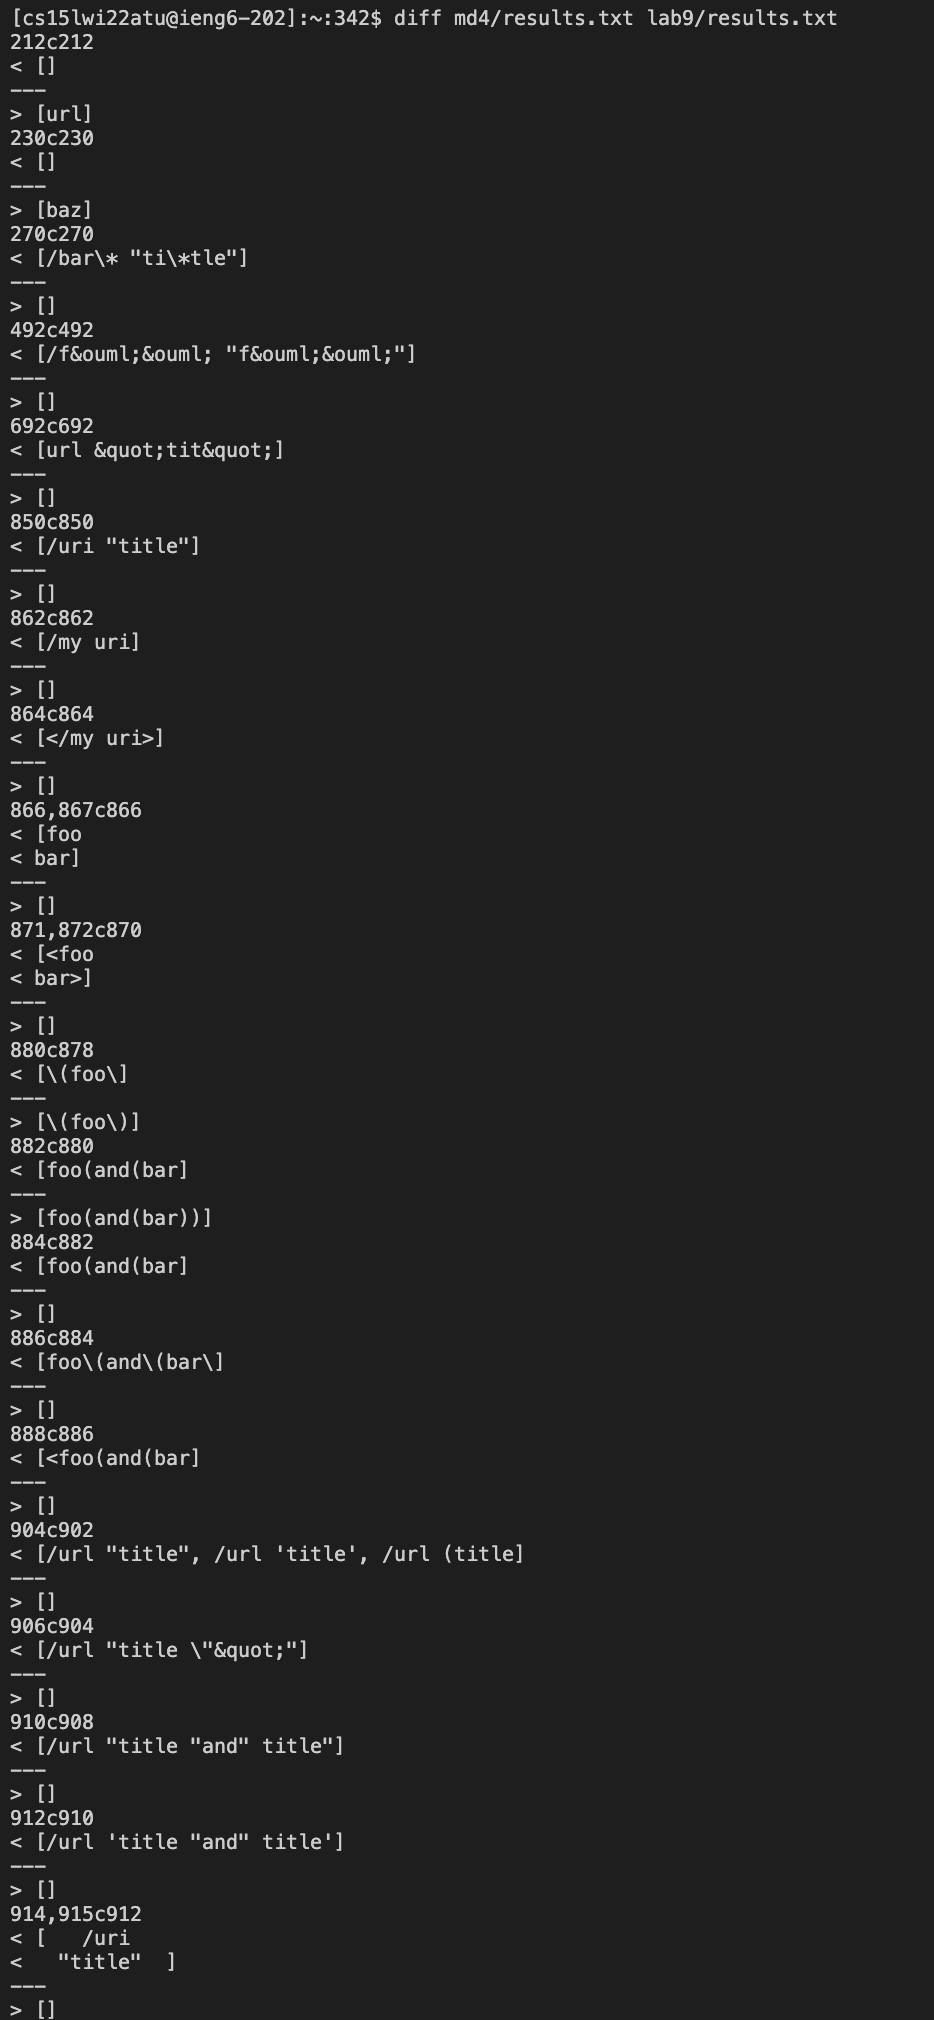 [cs15lwi22atu@ieng6-202]:~:342$ diff md4/results.txt lab9/results.txt
212c212
< []
---
> [url]
230c230
< []
---
> [baz]
270c270
< [/bar\* "ti\*tle"]
---
> []
492c492
< [/f&ouml;&ouml; "f&ouml;&ouml;"]
---
> []
692c692
< [url &quot;tit&quot;]
---
> []
850c850
< [/uri "title"]
---
> []
862c862
< [/my uri]
---
> []
864c864
< [</my uri>]
---
> []
866,867c866
< [foo
< bar]
---
> []
871,872c870
< [<foo
< bar>]
---
> []
880c878
< [\(foo\]
---
> [\(foo\)]
882c880
< [foo(and(bar]
---
> [foo(and(bar))]
884c882
< [foo(and(bar]
---
> []
886c884
< [foo\(and\(bar\]
---
> []
888c886
< [<foo(and(bar]
---
> []
904c902
< [/url "title", /url 'title', /url (title]
---
> []
906c904
< [/url "title \"&quot;"]
---
> []
910c908
< [/url "title "and" title"]
---
> []
912c910
< [/url 'title "and" title']
---
> []
914,915c912
< [   /uri
<   "title"  ]
---
> []